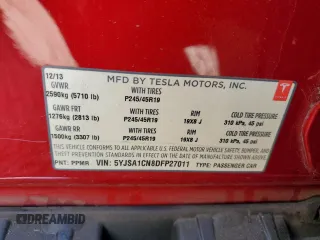 12/13
MFD BY TESLA MOTORS, INC.
GVWR
2590kg (5710 lb)
WITH TIRES
P245/45R19
TESLA
GAWR FRT
1276kg (2813 lb)
WITH TIRES
P245/45R19
RIM
19X8 J
COLD TIRE
310 kPa, 45 psi
GAWR RR
1500kg (3307 lb)
WITH TIRES
P245/45R19
RIM
19X8 J
COLD TIRE
310 kPa, 45 psi
THIS VEHICLE CONFORMS TO ALL APPLICABLE U.S. FEDERAL MOTOR VEHICLE SAFETY, BUMPER, AND
THEFT PREVENTION STANDARDS IN EFFECT ON THE DATE OF MANUFACTURE SHOWN ABOVE.
PNT: PPMR VIN: 5YJSA1CN8DFP27011 TYPE: PASSENGER CAR
DREAMBID